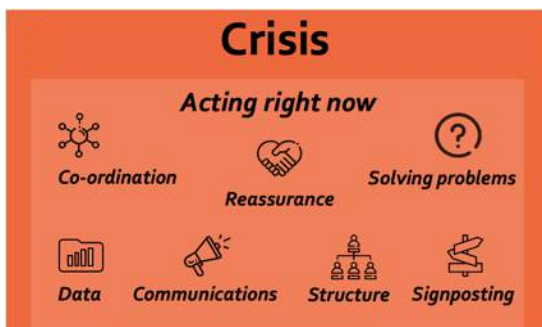 Crisis
Acting right now
?
Co-ordination
Reassurance
Solving problems
Data
Communications
Structure
Signposting